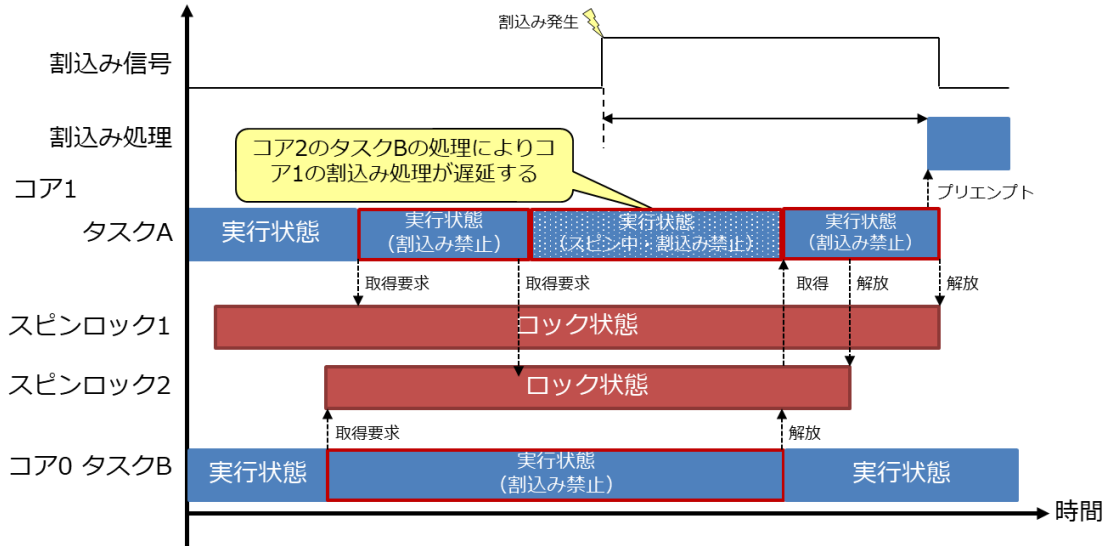 割込み発生
割込み信号
割込み処理
コア2のタスクBの処理によりコ
ア1の割込み処理が遅延する
コア1
プリエンプト
タスクA
実行状態
実行状態
(割込み禁止)
実行状態
(スピン中・割込み禁止)
実行状態
(割込み禁止)
取得要求
取得要求
取得
解放
解放
スピンロック1
コック状態
スピンロック2
ロック状態
取得要求
解放
コア0 タスクB
実行状態
実行状態
(割込み禁止)
実行状態
時間